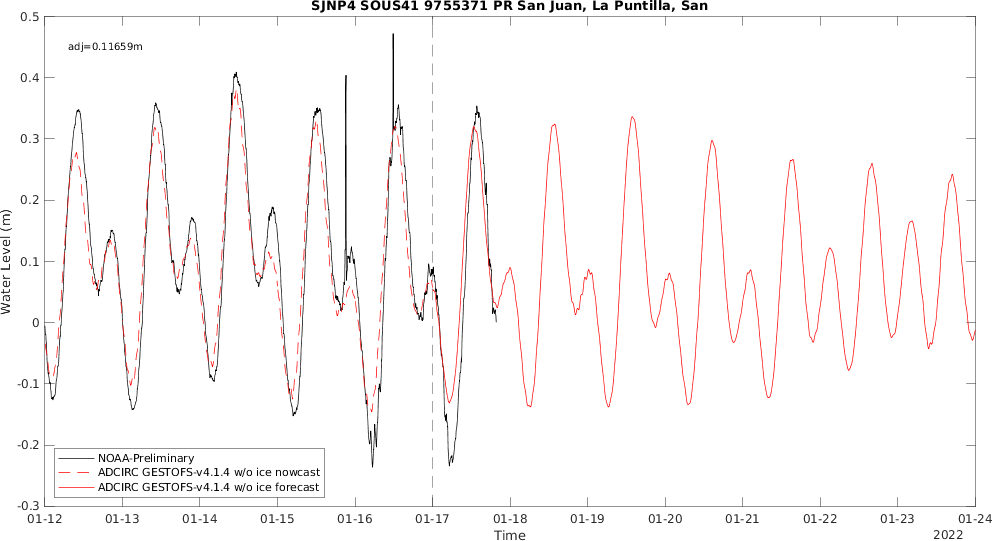 SJNP4 SOUS41 9755371 PR San Juan, La Puntilla, San
adj=0.11659m
Water Level (m)
0.5
0.4
0.3
0.2
0.1
0
-0.1
-0.2
-0.3
NOAA-Preliminary
ADCIRC GESTOFS-v4.1.4 w/o ice nowcast
ADCIRC GESTOFS-v4.1.4 w/o ice forecast
01-12 01-13 01-14 01-15 01-16 01-17 01-18 01-19 01-20 01-21 01-22 01-23 01-24
Time
2022